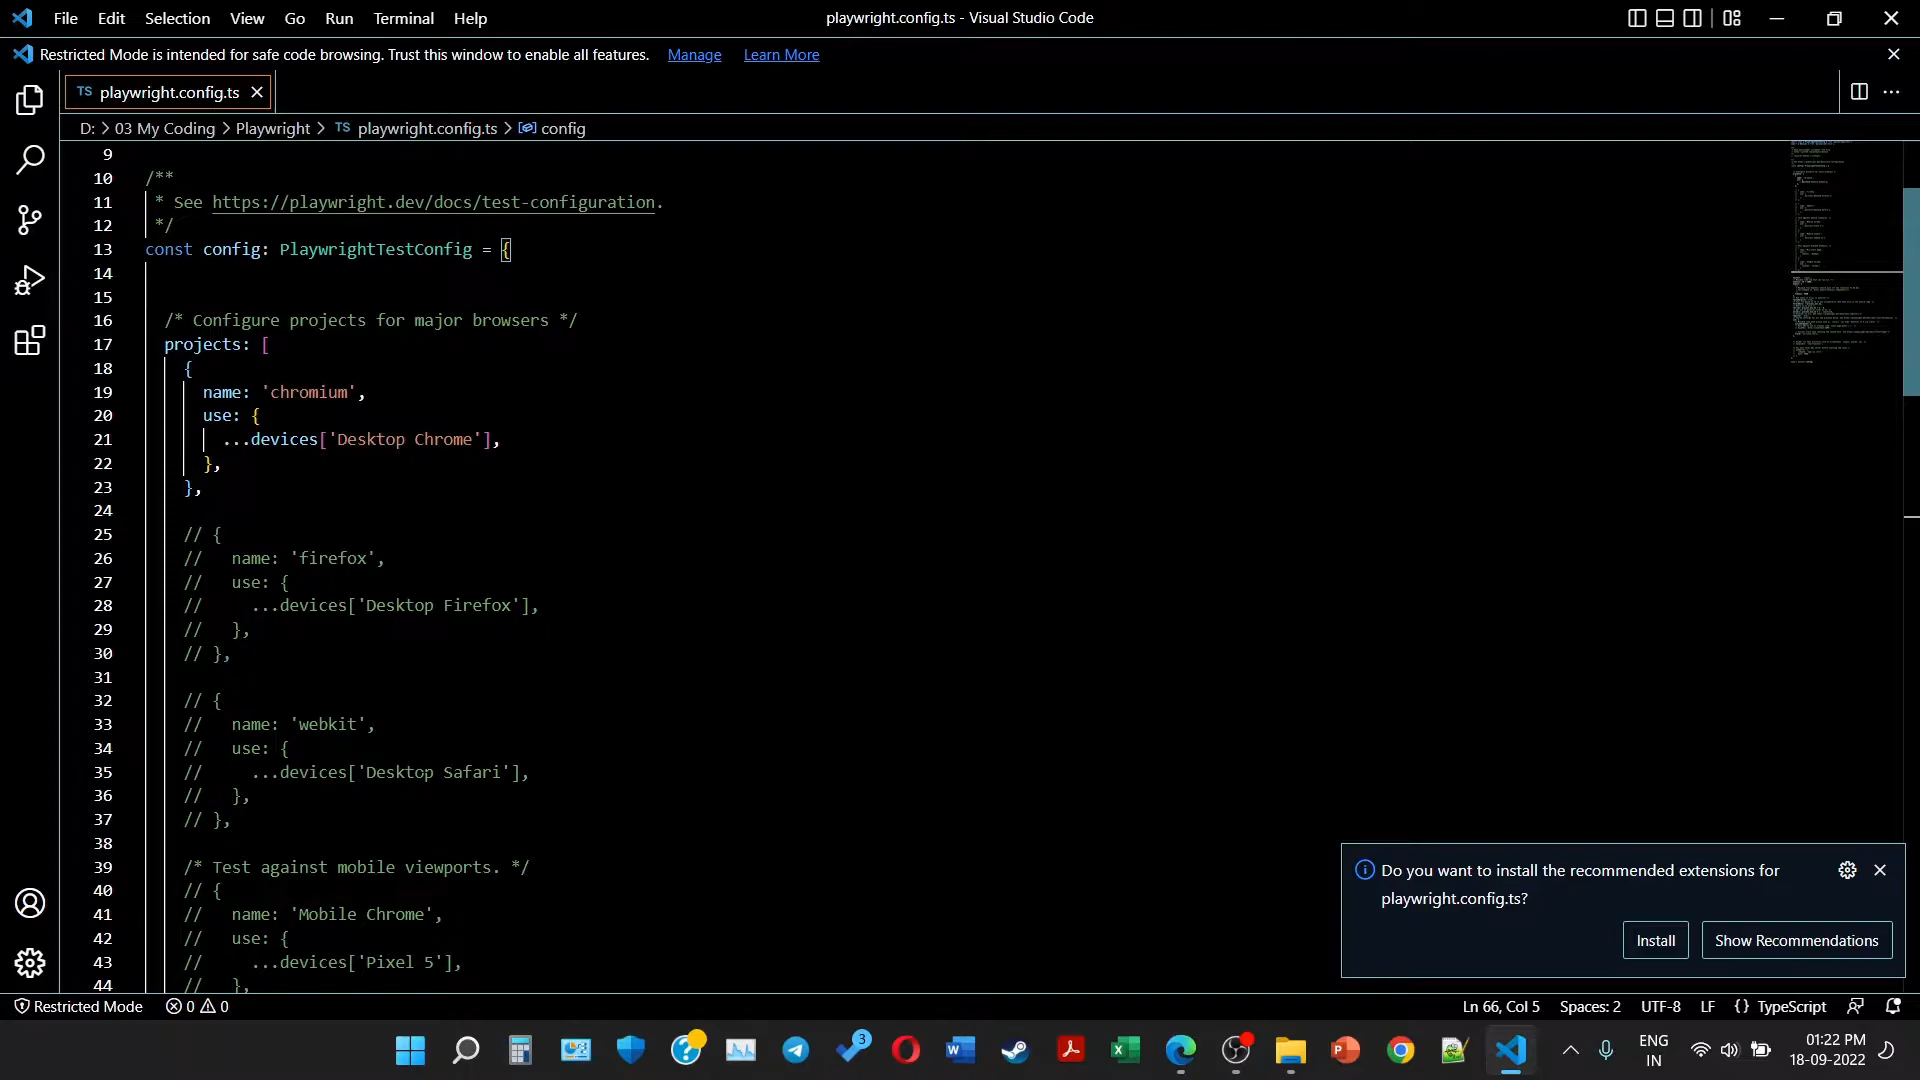 File Edit Selection View Go Run Terminal Help
playwright.config.ts - Visual Studio Code
Restricted Mode is intended for safe code browsing. Trust this window to enable all features. Manage Learn More
TS playwright.config.ts
D: > 03 My Coding > Playwright > TS playwright.config.ts > config
9
10 /**
11 * See https://playwright.dev/docs/test-configuration.
12 */
13 const config: PlaywrightTestConfig = {
14
15
16 /* Configure projects for major browsers */
17 projects: [
18 {
19 name: 'chromium',
20 use: {
21 ...devices['Desktop Chrome'],
22 },
23 },
24
25 // {
26 // name: 'firefox',
27 // use: {
28 // ...devices['Desktop Firefox'],
29 // },
30 // },
31
32 // {
33 // name: 'webkit',
34 // use: {
35 // ...devices['Desktop Safari'],
36 // },
37 // },
38
39 /* Test against mobile viewports. */
40 // {
41 // name: 'Mobile Chrome',
42 // use: {
43 // ...devices['Pixel 5'],
44 // },
Do you want to install the recommended extensions for
playwright.config.ts?
Install Show Recommendations
Restricted Mode 0 0
Ln 66, Col 5 Spaces: 2 UTF-8 LF {} TypeScript
3
ENG
IN
01:22 PM
18-09-2022